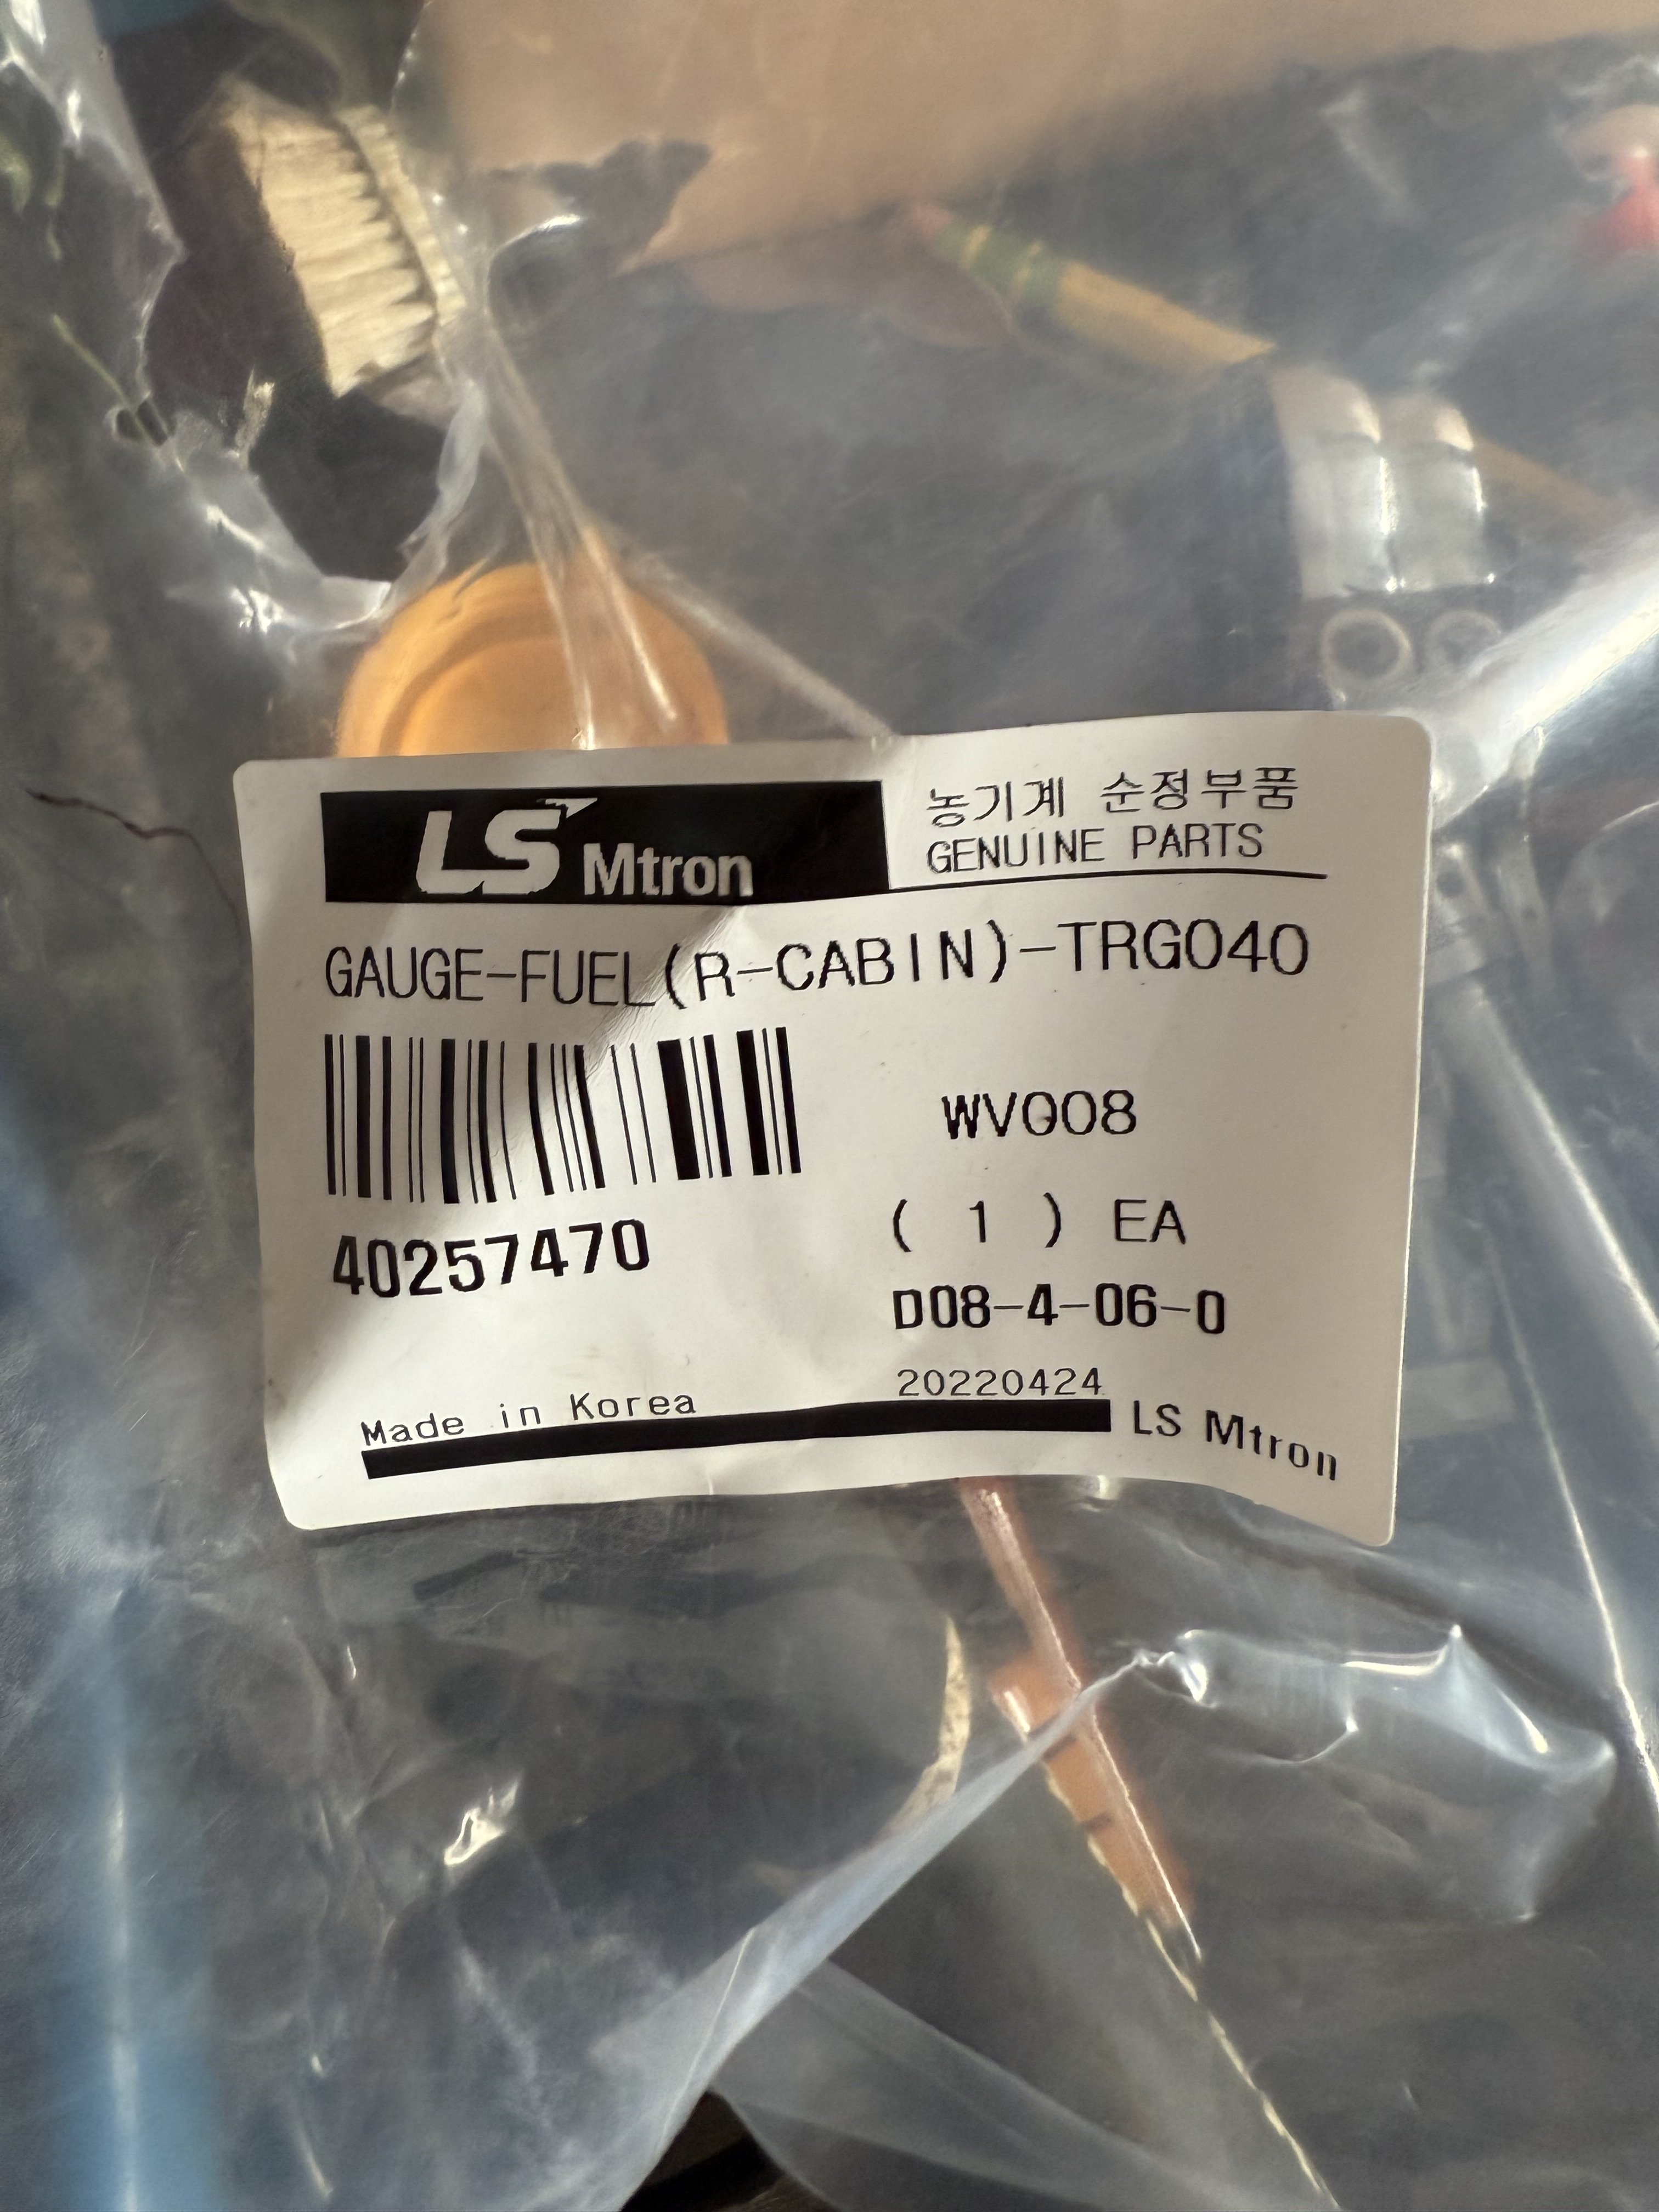 LS Mtron
농기계 순정부품
GENUINE PARTS
GAUGE-FUEL(R-CABIN)-TRG040
WV008
40257470
( 1 ) EA
D08-4-06-0
20220424
Made in Korea
LS Mtron